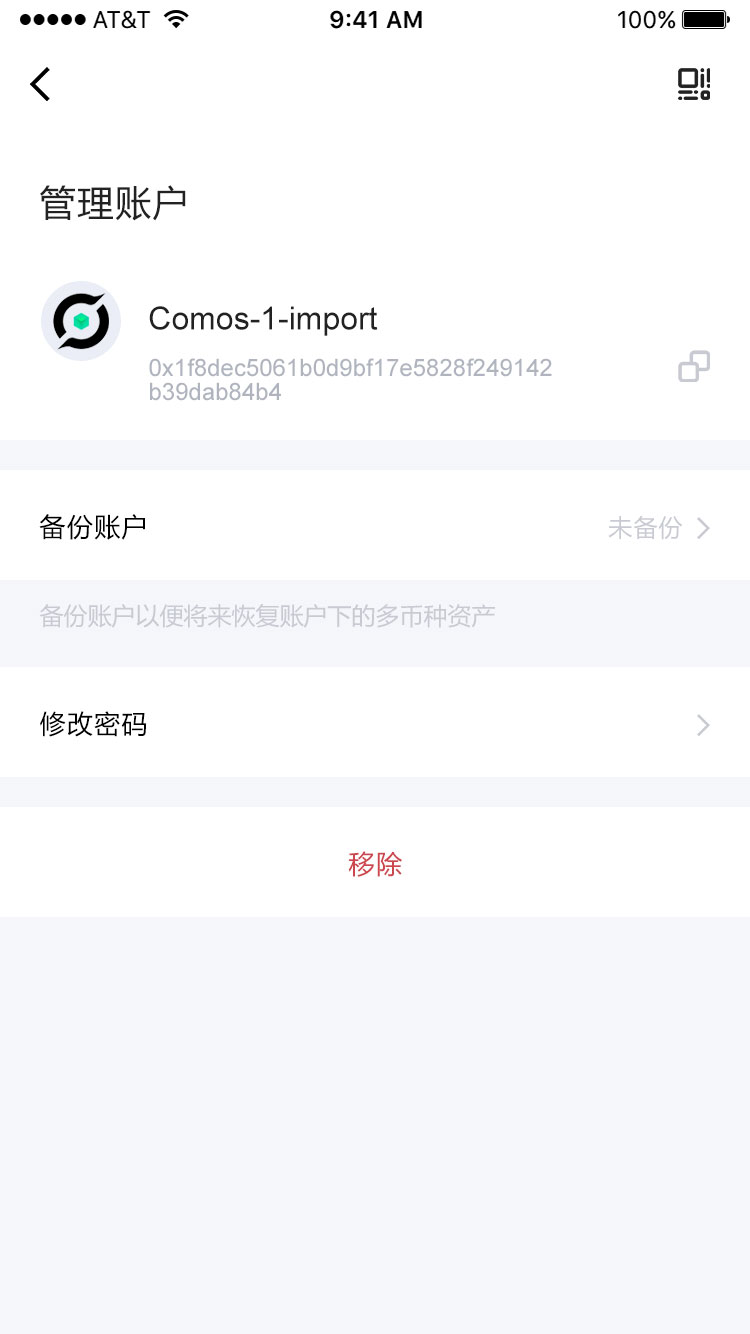 AT&T 9:41 AM 100%
管理账户
Comos-1-import
0x1f8dec5061b0d9bf17e5828f249142
b39dab84b4
备份账户 未备份
备份账户以便将来恢复账户下的多币种资产
修改密码
移除